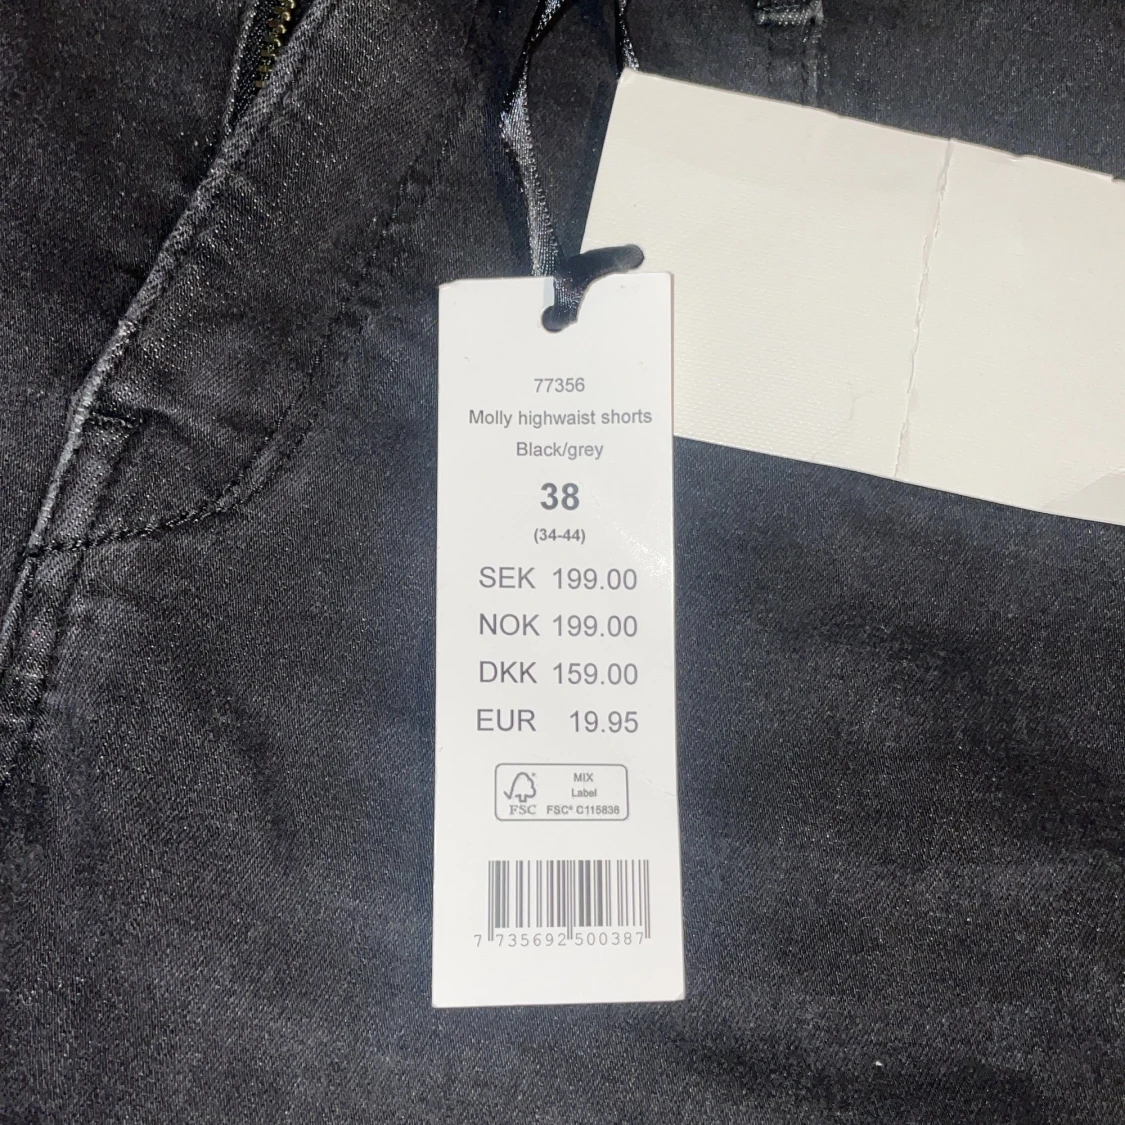 77356
Molly highwaist shorts
Black/grey
38
(34-44)
SEK 199.00
NOK 199.00
DKK 159.00
EUR 19.95
MIX
Label
FSC FSC® C115836
7 735692 500387